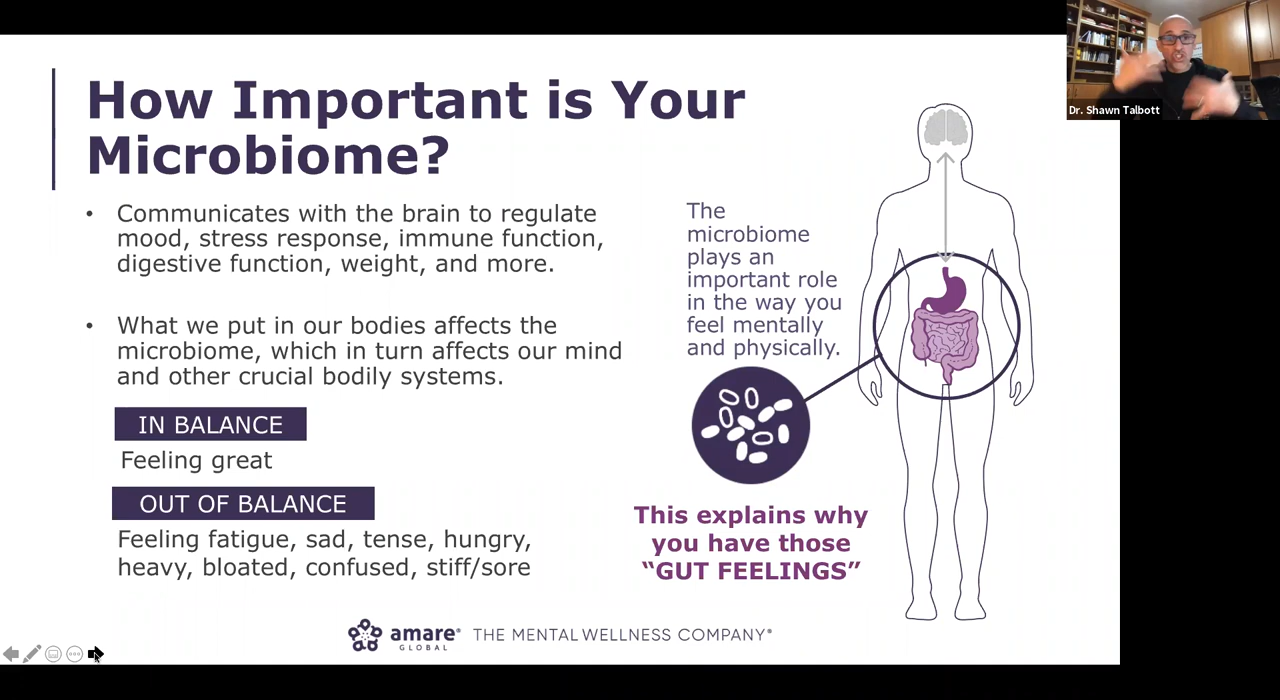 How Important is Your
Microbiome?
• Communicates with the brain to regulate
mood, stress response, immune function,
digestive function, weight, and more.
• What we put in our bodies affects the
microbiome, which in turn affects our mind
and other crucial bodily systems.
IN BALANCE
Feeling great
OUT OF BALANCE
Feeling fatigue, sad, tense, hungry,
heavy, bloated, confused, stiff/sore
The
microbiome
plays an
important role
in the way you
feel mentally
and physically.
This explains why
you have those
“GUT FEELINGS”
amare® THE MENTAL WELLNESS COMPANY®
GLOBAL
Dr. Shawn Talbott